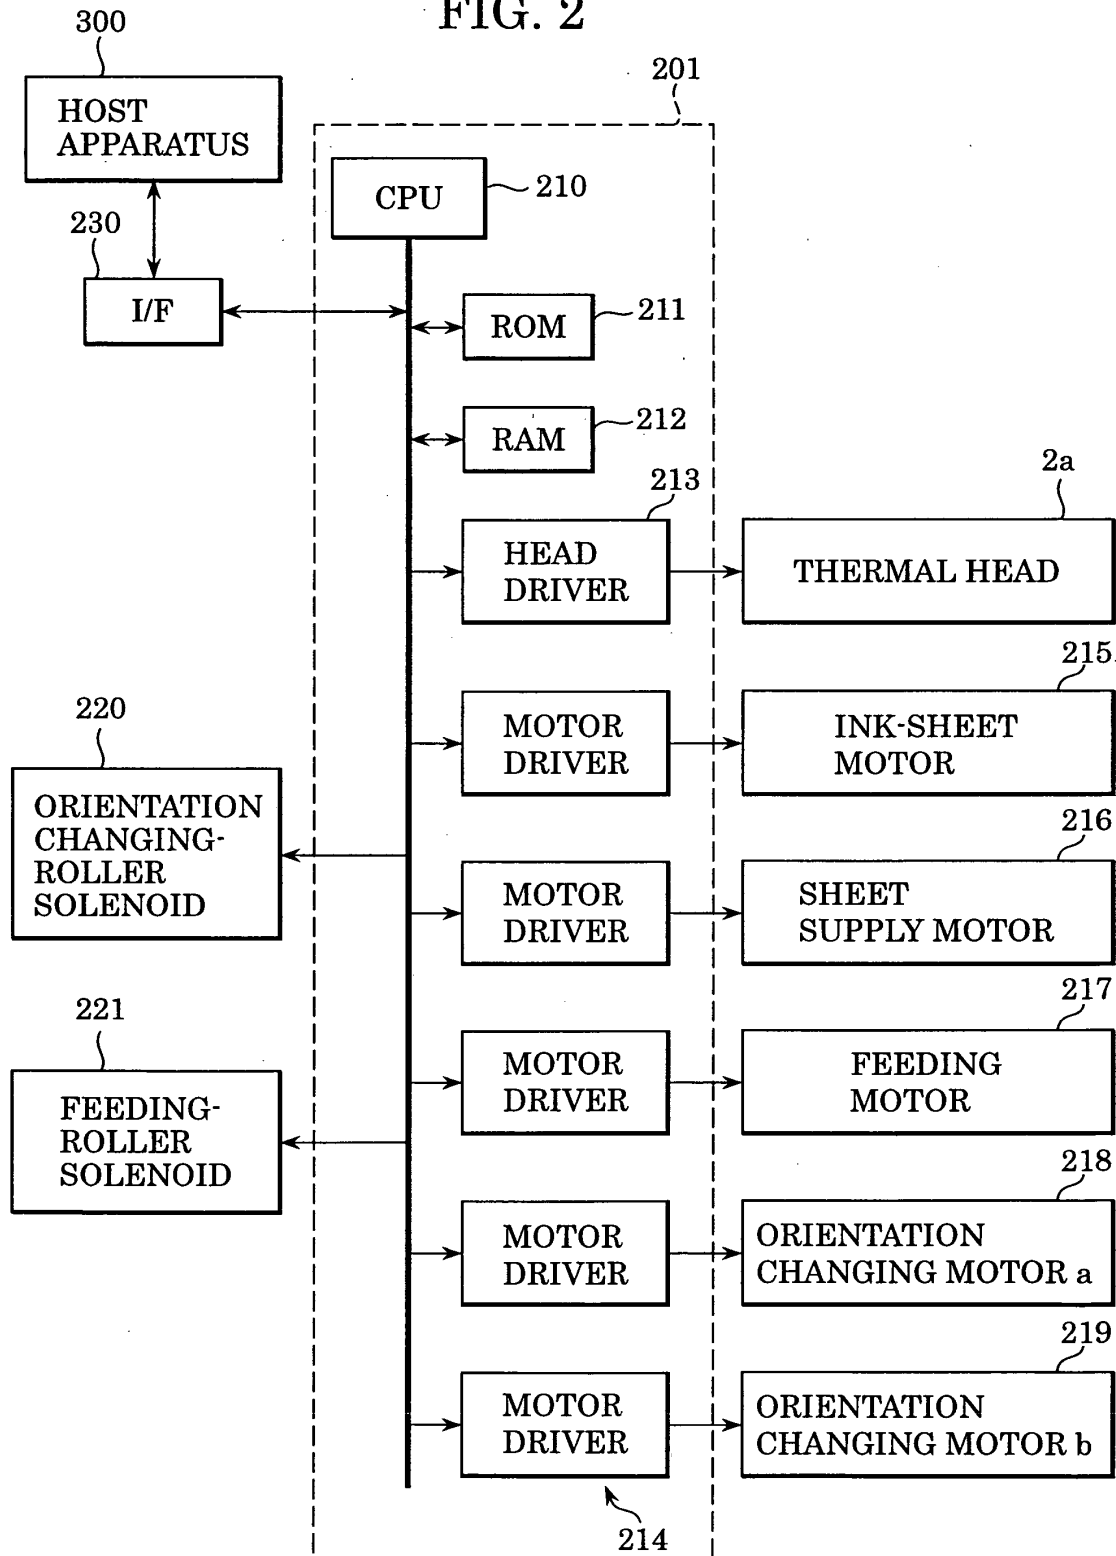 FIG. 2
300
HOST
APPARATUS
201
CPU
210
230
I/F
ROM
211
RAM
212
213
HEAD
DRIVER
2a
THERMAL HEAD
MOTOR
DRIVER
215
INK-SHEET
MOTOR
220
ORIENTATION
CHANGING-
ROLLER
SOLENOID
MOTOR
DRIVER
216
SHEET
SUPPLY MOTOR
221
FEEDING-
ROLLER
SOLENOID
MOTOR
DRIVER
217
FEEDING
MOTOR
MOTOR
DRIVER
218
ORIENTATION
CHANGING MOTOR a
MOTOR
DRIVER
219
ORIENTATION
CHANGING MOTOR b
214